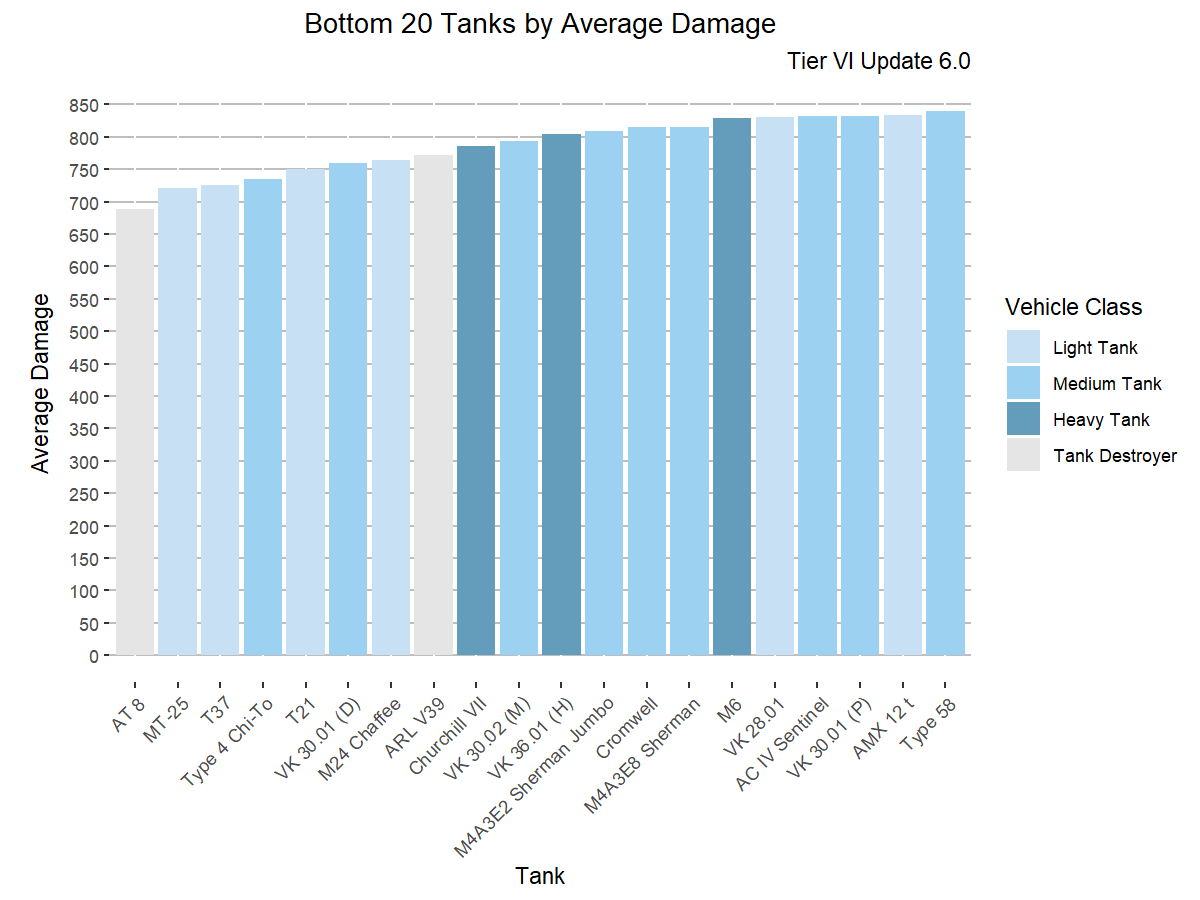 Bottom 20 Tanks by Average Damage
Tier VI Update 6.0
Average Damage
850
800
750
700
650
600
550
500
450
400
350
300
250
200
150
100
50
0
AT 8
MT-25
T37
Type 4 Chi-To
T21
VK 30.01 (D)
M24 Chaffee
ARL V39
Churchill VII
VK 30.02 (M)
VK 36.01 (H)
M4A3E2 Sherman Jumbo
Cromwell
M4A3E8 Sherman
M6
VK 28.01
AC IV Sentinel
VK 30.01 (P)
AMX 12 t
Type 58
Tank
Vehicle Class
Light Tank
Medium Tank
Heavy Tank
Tank Destroyer